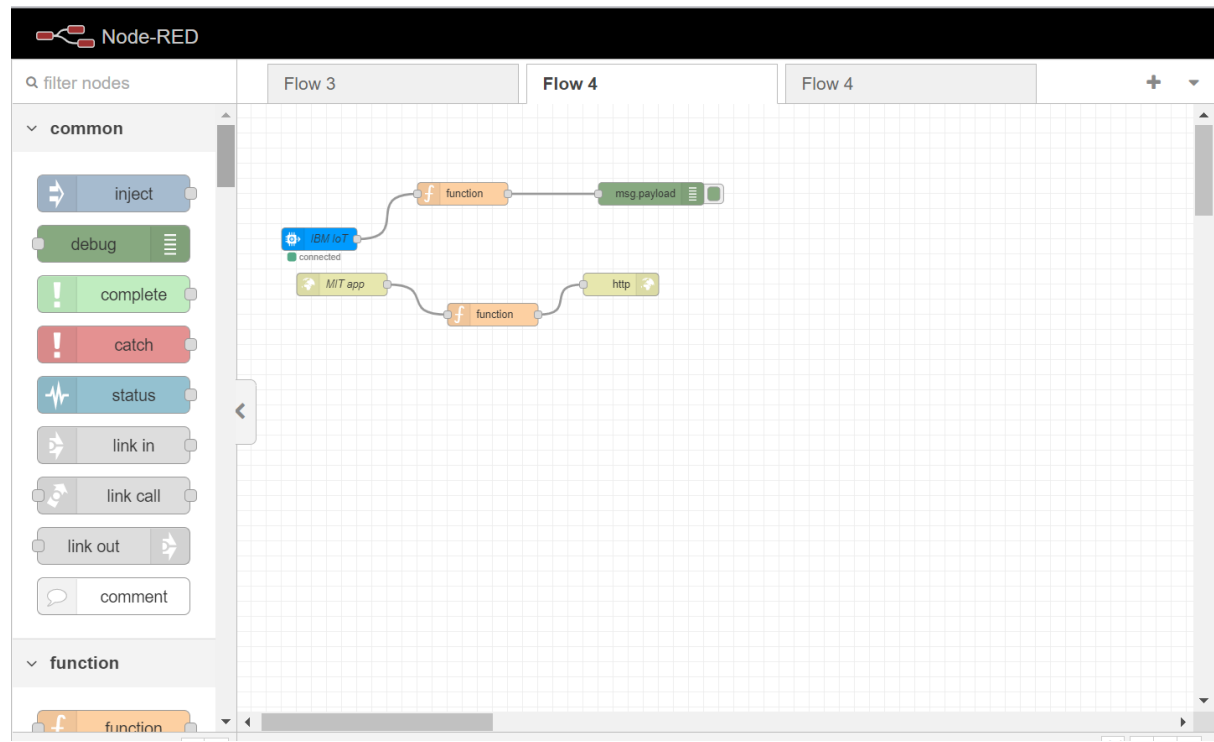 Node-RED
filter nodes
Flow 3
Flow 4
Flow 4
common
inject
debug
complete
catch
status
link in
link call
link out
comment
function
function
function
msg.payload
IBM IoT
connected
MIT app
http
function